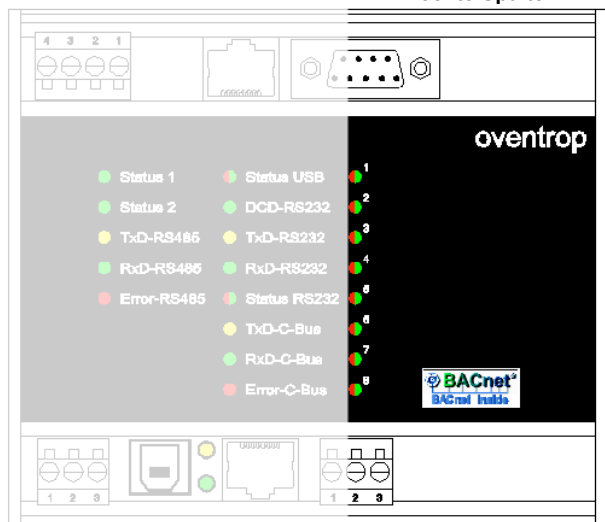 4 3 2 1
oventrop
Status 1 Status USB 1
Status 2 DCD-RS232 2
TxD-RS485 TxD-RS232 3
RxD-RS485 RxD-RS232 4
Error-RS485 Status RS232 5
TxD-C-Bus 6
RxD-C-Bus 7
Error-C-Bus 8
BACnet
BACnet Inside
1 2 3 1 2 3